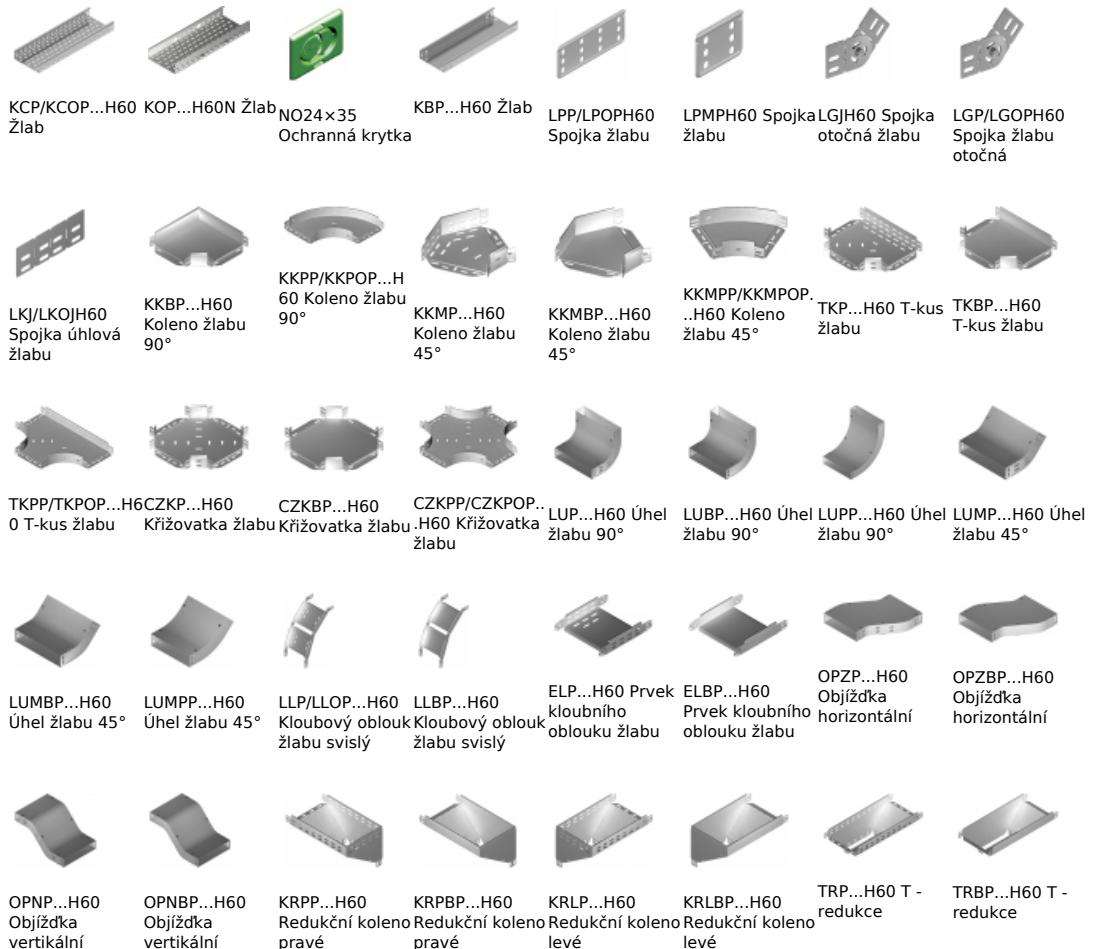 KCP/KCOP...H60
Žlab
KOP...H60N Žlab
NO24×35
Ochranná krytka
KBP...H60 Žlab
LPP/LPOPH60
Spojka žlabu
LPMPH60 Spojka
žlabu
LGJH60 Spojka
otočná žlabu
LGP/LGOPH60
Spojka žlabu
otočná
LKJ/LKOJH60
Spojka úhlová
žlabu
KKBP...H60
Koleno žlabu
90°
KKPP/KKPOP...H
60 Koleno žlabu
90°
KKMP...H60
Koleno žlabu
45°
KKMBP...H60
Koleno žlabu
45°
KKMPP/KKMPOP.
..H60 Koleno
žlabu 45°
TKP...H60 T-kus
žlabu
TKBP...H60
T-kus žlabu
TKPP/TKPOP...H6
0 T-kus žlabu
CZKP...H60
Křižovatka žlabu
CZKBP...H60
Křižovatka žlabu
CZKPP/CZKPOP..
.H60 Křižovatka
žlabu
LUP...H60 Úhel
žlabu 90°
LUBP...H60 Úhel
žlabu 90°
LUPP...H60 Úhel
žlabu 90°
LUMP...H60 Úhel
žlabu 45°
LUMBP...H60
Úhel žlabu 45°
LUMPP...H60
Úhel žlabu 45°
LLP/LLOP...H60
Kloubový oblouk
žlabu svislý
LLBP...H60
Kloubový oblouk
žlabu svislý
ELP...H60 Prvek
kloubního
oblouku žlabu
ELBP...H60
Prvek kloubního
oblouku žlabu
OPZP...H60
Objížďka
horizontální
OPZBP...H60
Objížďka
horizontální
OPNP...H60
Objížďka
vertikální
OPNBP...H60
Objížďka
vertikální
KRPP...H60
Redukční koleno
pravé
KRPBP...H60
Redukční koleno
pravé
KRLP...H60
Redukční koleno
levé
KRLBP...H60
Redukční koleno
levé
TRP...H60 T -
redukce
TRBP...H60 T -
redukce